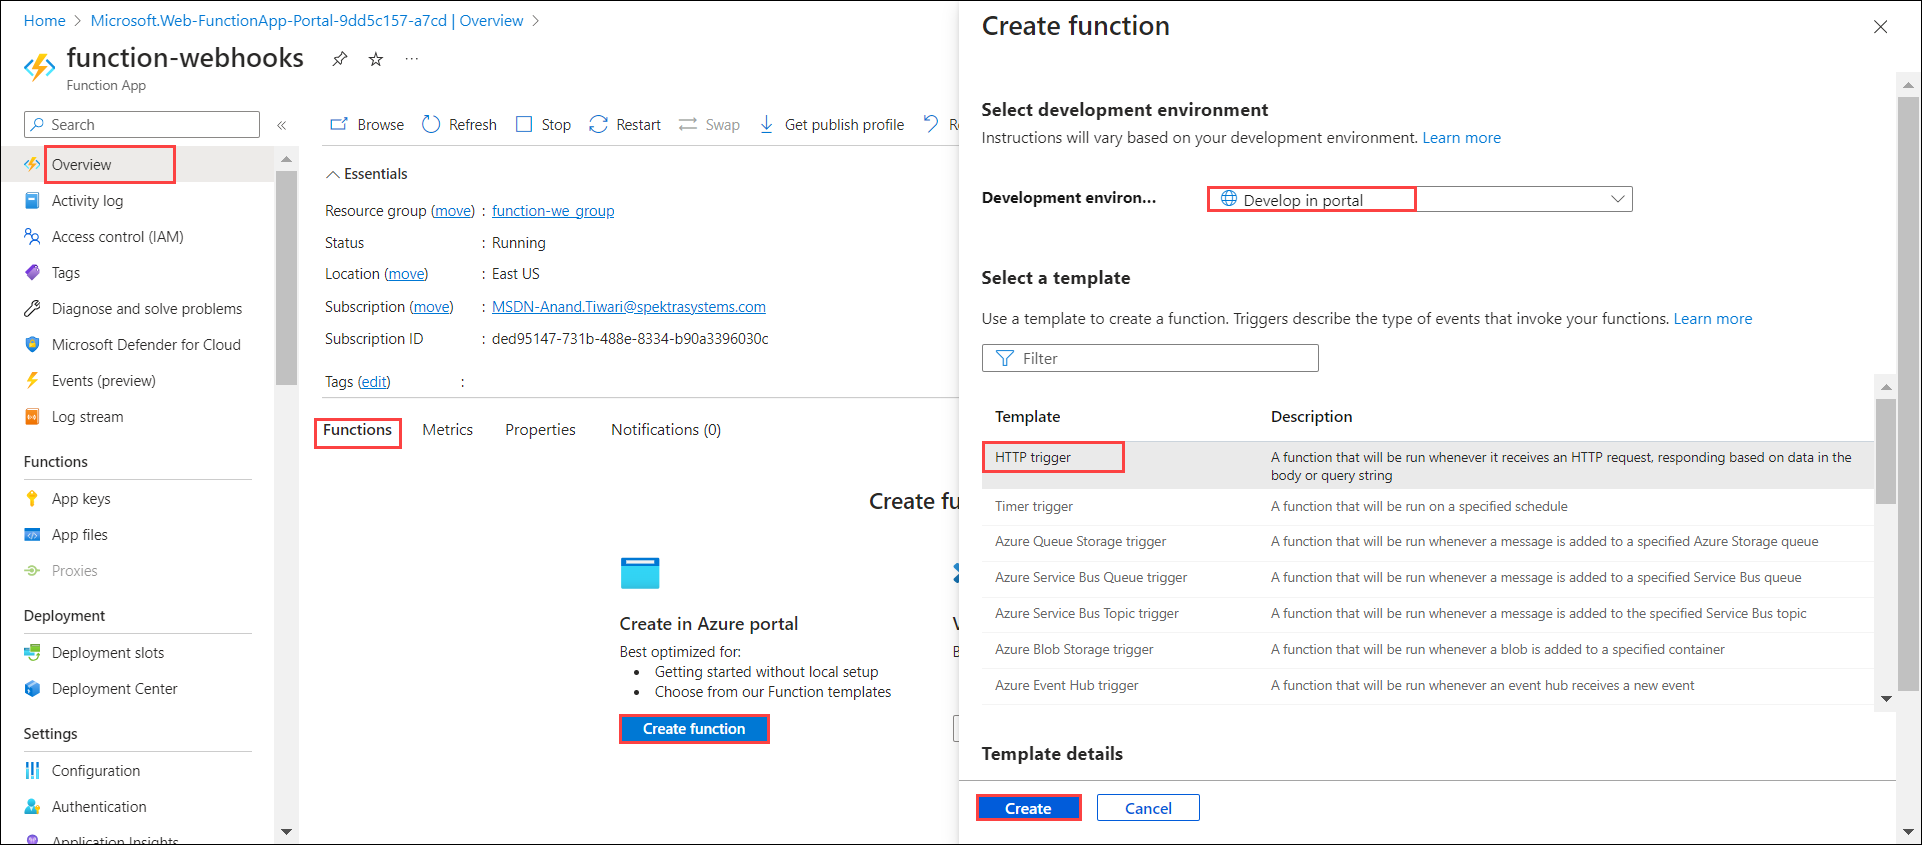 Home > Microsoft.Web-FunctionApp-Portal-9dd5c157-a7cd | Overview >
function-webhooks
Function App
Search
Overview
Activity log
Access control (IAM)
Tags
Diagnose and solve problems
Microsoft Defender for Cloud
Events (preview)
Log stream
Functions
App keys
App files
Proxies
Deployment
Deployment slots
Deployment Center
Settings
Configuration
Authentication
Application Insights
Browse Refresh Stop Restart Swap Get publish profile
Essentials
Resource group (move) : function-we_group
Status : Running
Location (move) : East US
Subscription (move) : MSDN-Anand.Tiwari@spektrasystems.com
Subscription ID : ded95147-731b-488e-8334-b90a3396030c
Tags (edit) :
Functions Metrics Properties Notifications (0)
Create fu
Create in Azure portal
Best optimized for:
• Getting started without local setup
• Choose from our Function templates
Create function
Create function
Select development environment
Instructions will vary based on your development environment. Learn more
Development environ... Develop in portal
Select a template
Use a template to create a function. Triggers describe the type of events that invoke your functions. Learn more
Filter
Template Description
HTTP trigger A function that will be run whenever it receives an HTTP request, responding based on data in the
body or query string
Timer trigger A function that will be run on a specified schedule
Azure Queue Storage trigger A function that will be run whenever a message is added to a specified Azure Storage queue
Azure Service Bus Queue trigger A function that will be run whenever a message is added to a specified Service Bus queue
Azure Service Bus Topic trigger A function that will be run whenever a message is added to the specified Service Bus topic
Azure Blob Storage trigger A function that will be run whenever a blob is added to a specified container
Azure Event Hub trigger A function that will be run whenever an event hub receives a new event
Template details
Create Cancel